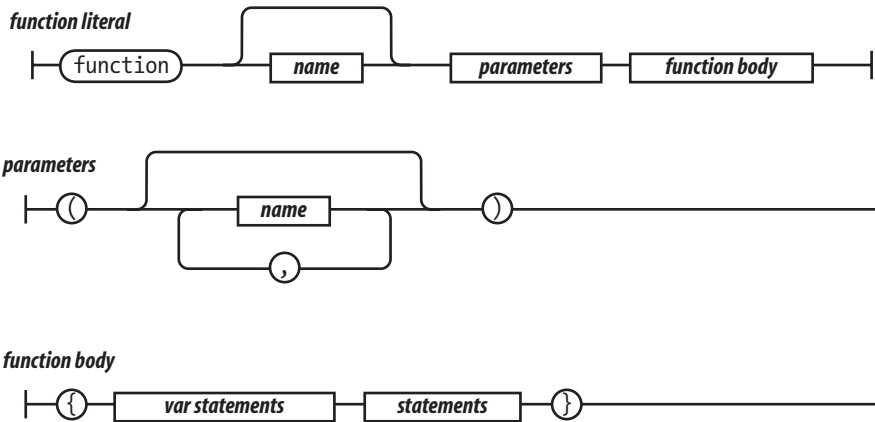 function literal
function name parameters function body
parameters
( name )
,
function body
{ var statements statements }